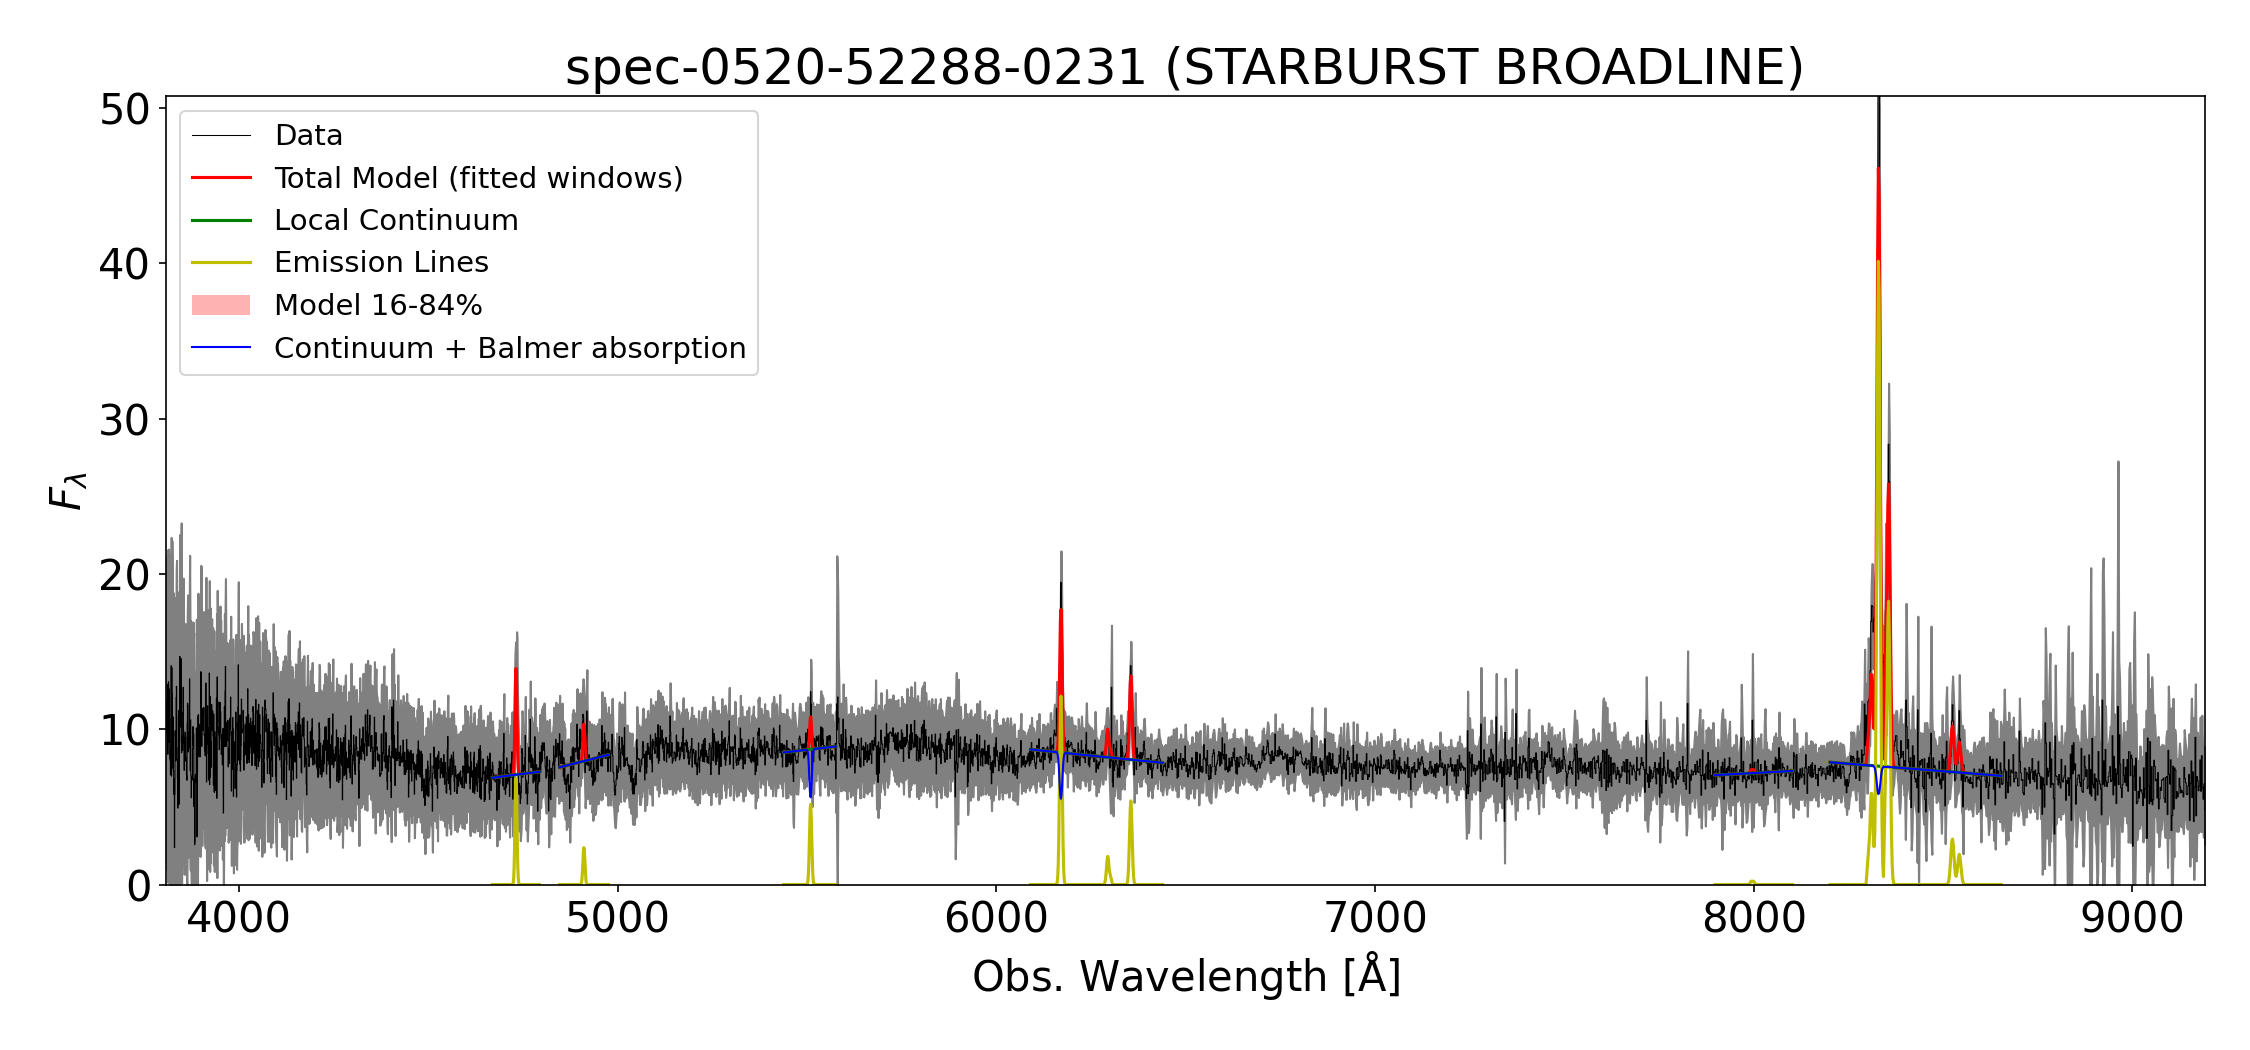 spec-0520-52288-0231 (STARBURST BROADLINE)
50
40
30
20
10
0
F_λ
Data
Total Model (fitted windows)
Local Continuum
Emission Lines
Model 16-84%
Continuum + Balmer absorption
4000 5000 6000 7000 8000 9000
Obs. Wavelength [Å]